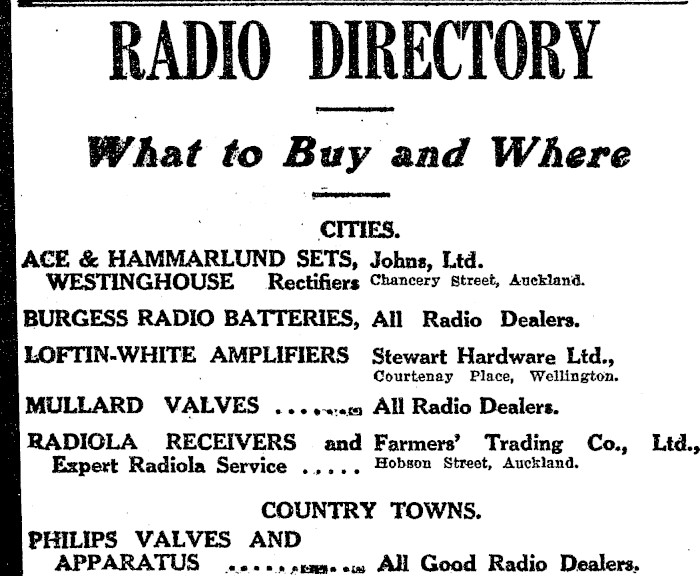 RADIO DIRECTORY
What to Buy and Where
CITIES.
ACE & HAMMARLUND SETS, Johns, Ltd.
WESTINGHOUSE Rectifiers Chancery Street, Auckland.
BURGESS RADIO BATTERIES, All Radio Dealers.
LOFTIN-WHITE AMPLIFIERS Stewart Hardware Ltd.,
Courtenay Place, Wellington.
MULLARD VALVES ........ All Radio Dealers.
RADIOLA RECEIVERS and Farmers' Trading Co., Ltd.,
Expert Radiola Service ..... Hobson Street, Auckland.
COUNTRY TOWNS.
PHILIPS VALVES AND
APPARATUS ........... All Good Radio Dealers.